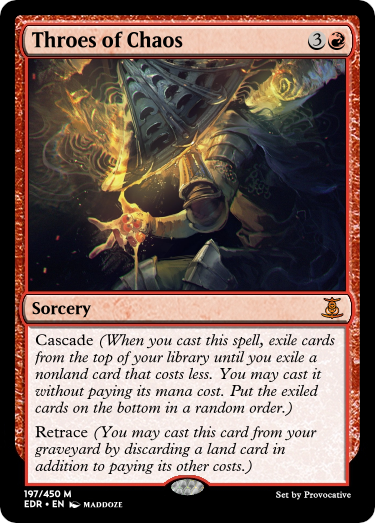 Throes of Chaos 3
Sorcery
Cascade (When you cast this spell, exile cards
from the top of your library until you exile a
nonland card that costs less. You may cast it
without paying its mana cost. Put the exiled
cards on the bottom in a random order.)
Retrace (You may cast this card from your
graveyard by discarding a land card in
addition to paying its other costs.)
197/450 M
EDR • EN MADDOZE Set by Provocative